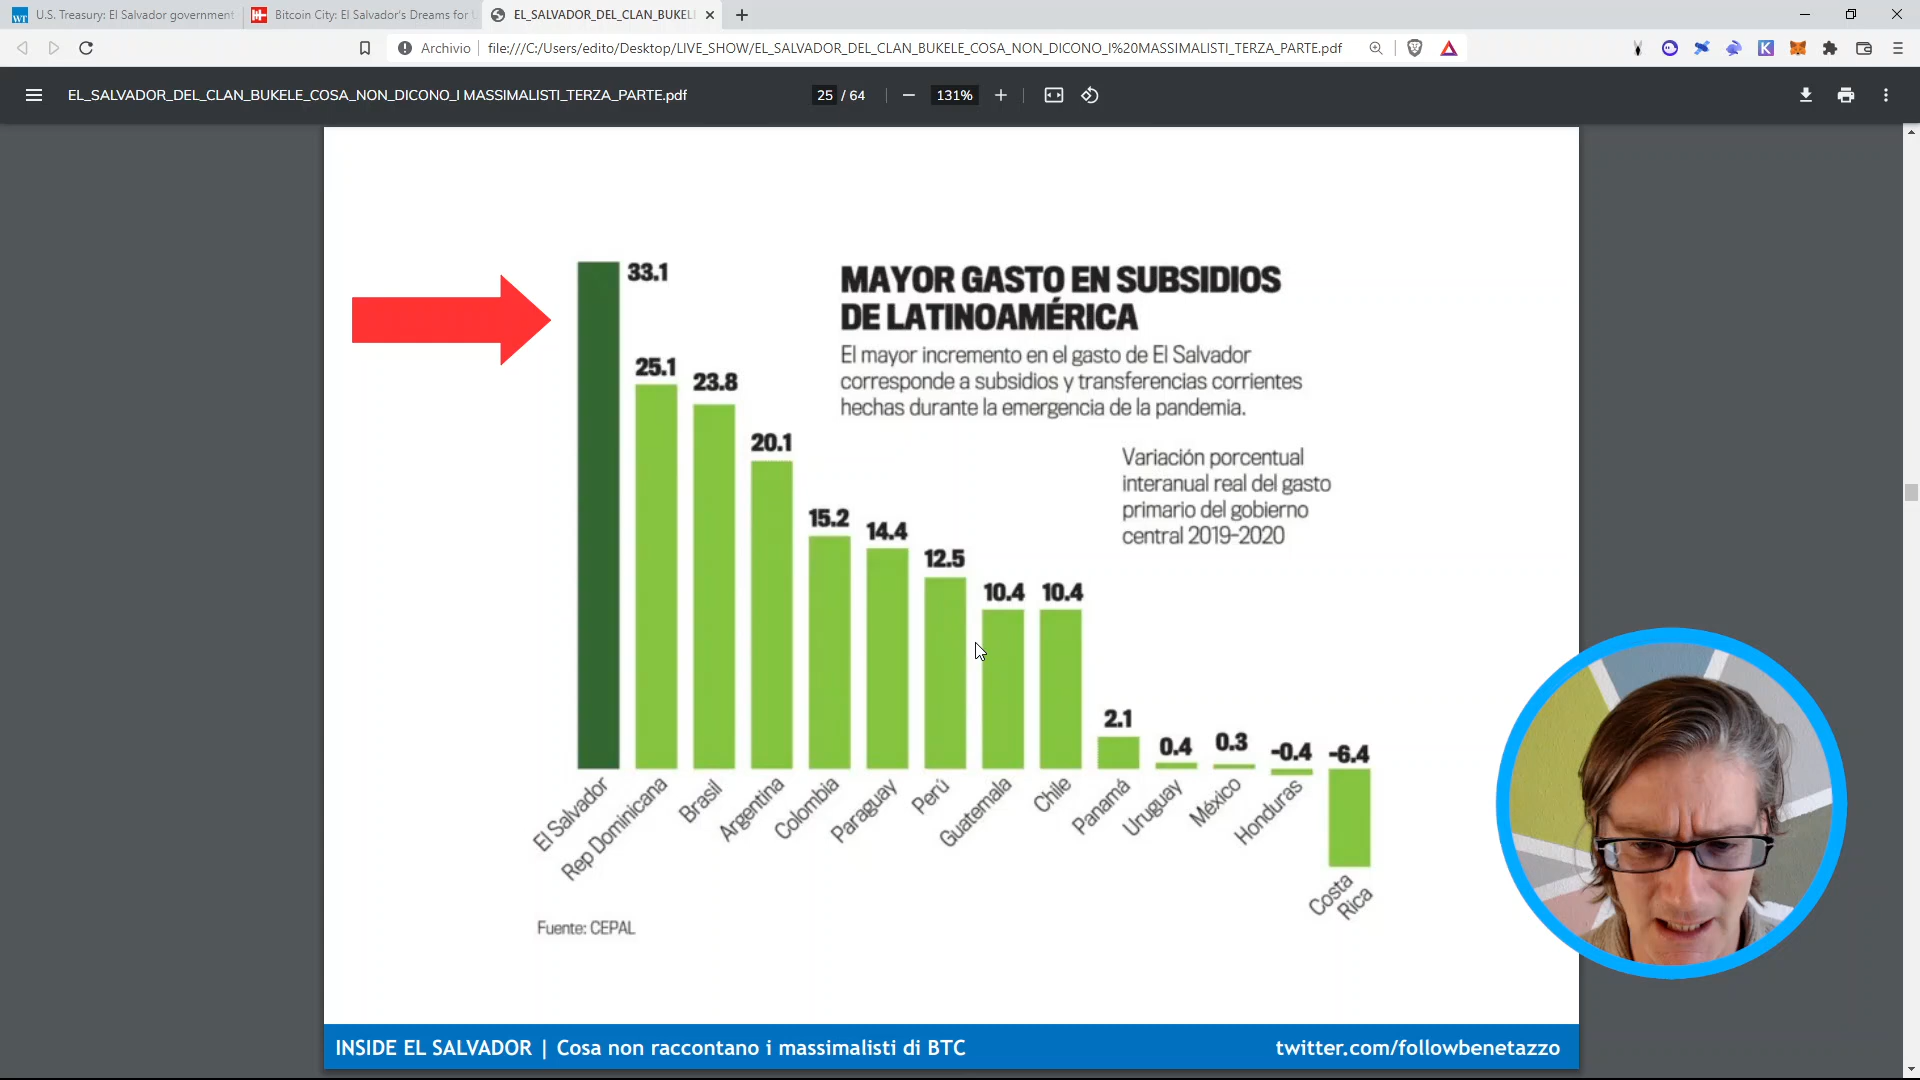 U.S. Treasury: El Salvador government
Bitcoin City: El Salvador's Dreams for
EL_SALVADOR_DEL_CLAN_BUKEL
Archivio
file:///C:/Users/edito/Desktop/LIVE_SHOW/EL_SALVADOR_DEL_CLAN_BUKELE_COSA_NON_DICONO_I%20MASSIMALISTI_TERZA_PARTE.pdf
EL_SALVADOR_DEL_CLAN_BUKELE_COSA_NON_DICONO_I MASSIMALISTI_TERZA_PARTE.pdf
25 / 64
131%
MAYOR GASTO EN SUBSIDIOS
DE LATINOAMÉRICA
El mayor incremento en el gasto de El Salvador
corresponde a subsidios y transferencias corrientes
hechas durante la emergencia de la pandemia.
Variación porcentual
interanual real del gasto
primario del gobierno
central 2019-2020
33.1
25.1
23.8
20.1
15.2
14.4
12.5
10.4
10.4
2.1
0.4
0.3
-0.4
-6.4
El Salvador
Rep Dominicana
Brasil
Argentina
Colombia
Paraguay
Perú
Guatemala
Chile
Panamá
Uruguay
México
Honduras
Costa
Rica
Fuente: CEPAL
INSIDE EL SALVADOR | Cosa non raccontano i massimalisti di BTC
twitter.com/followbenetazzo